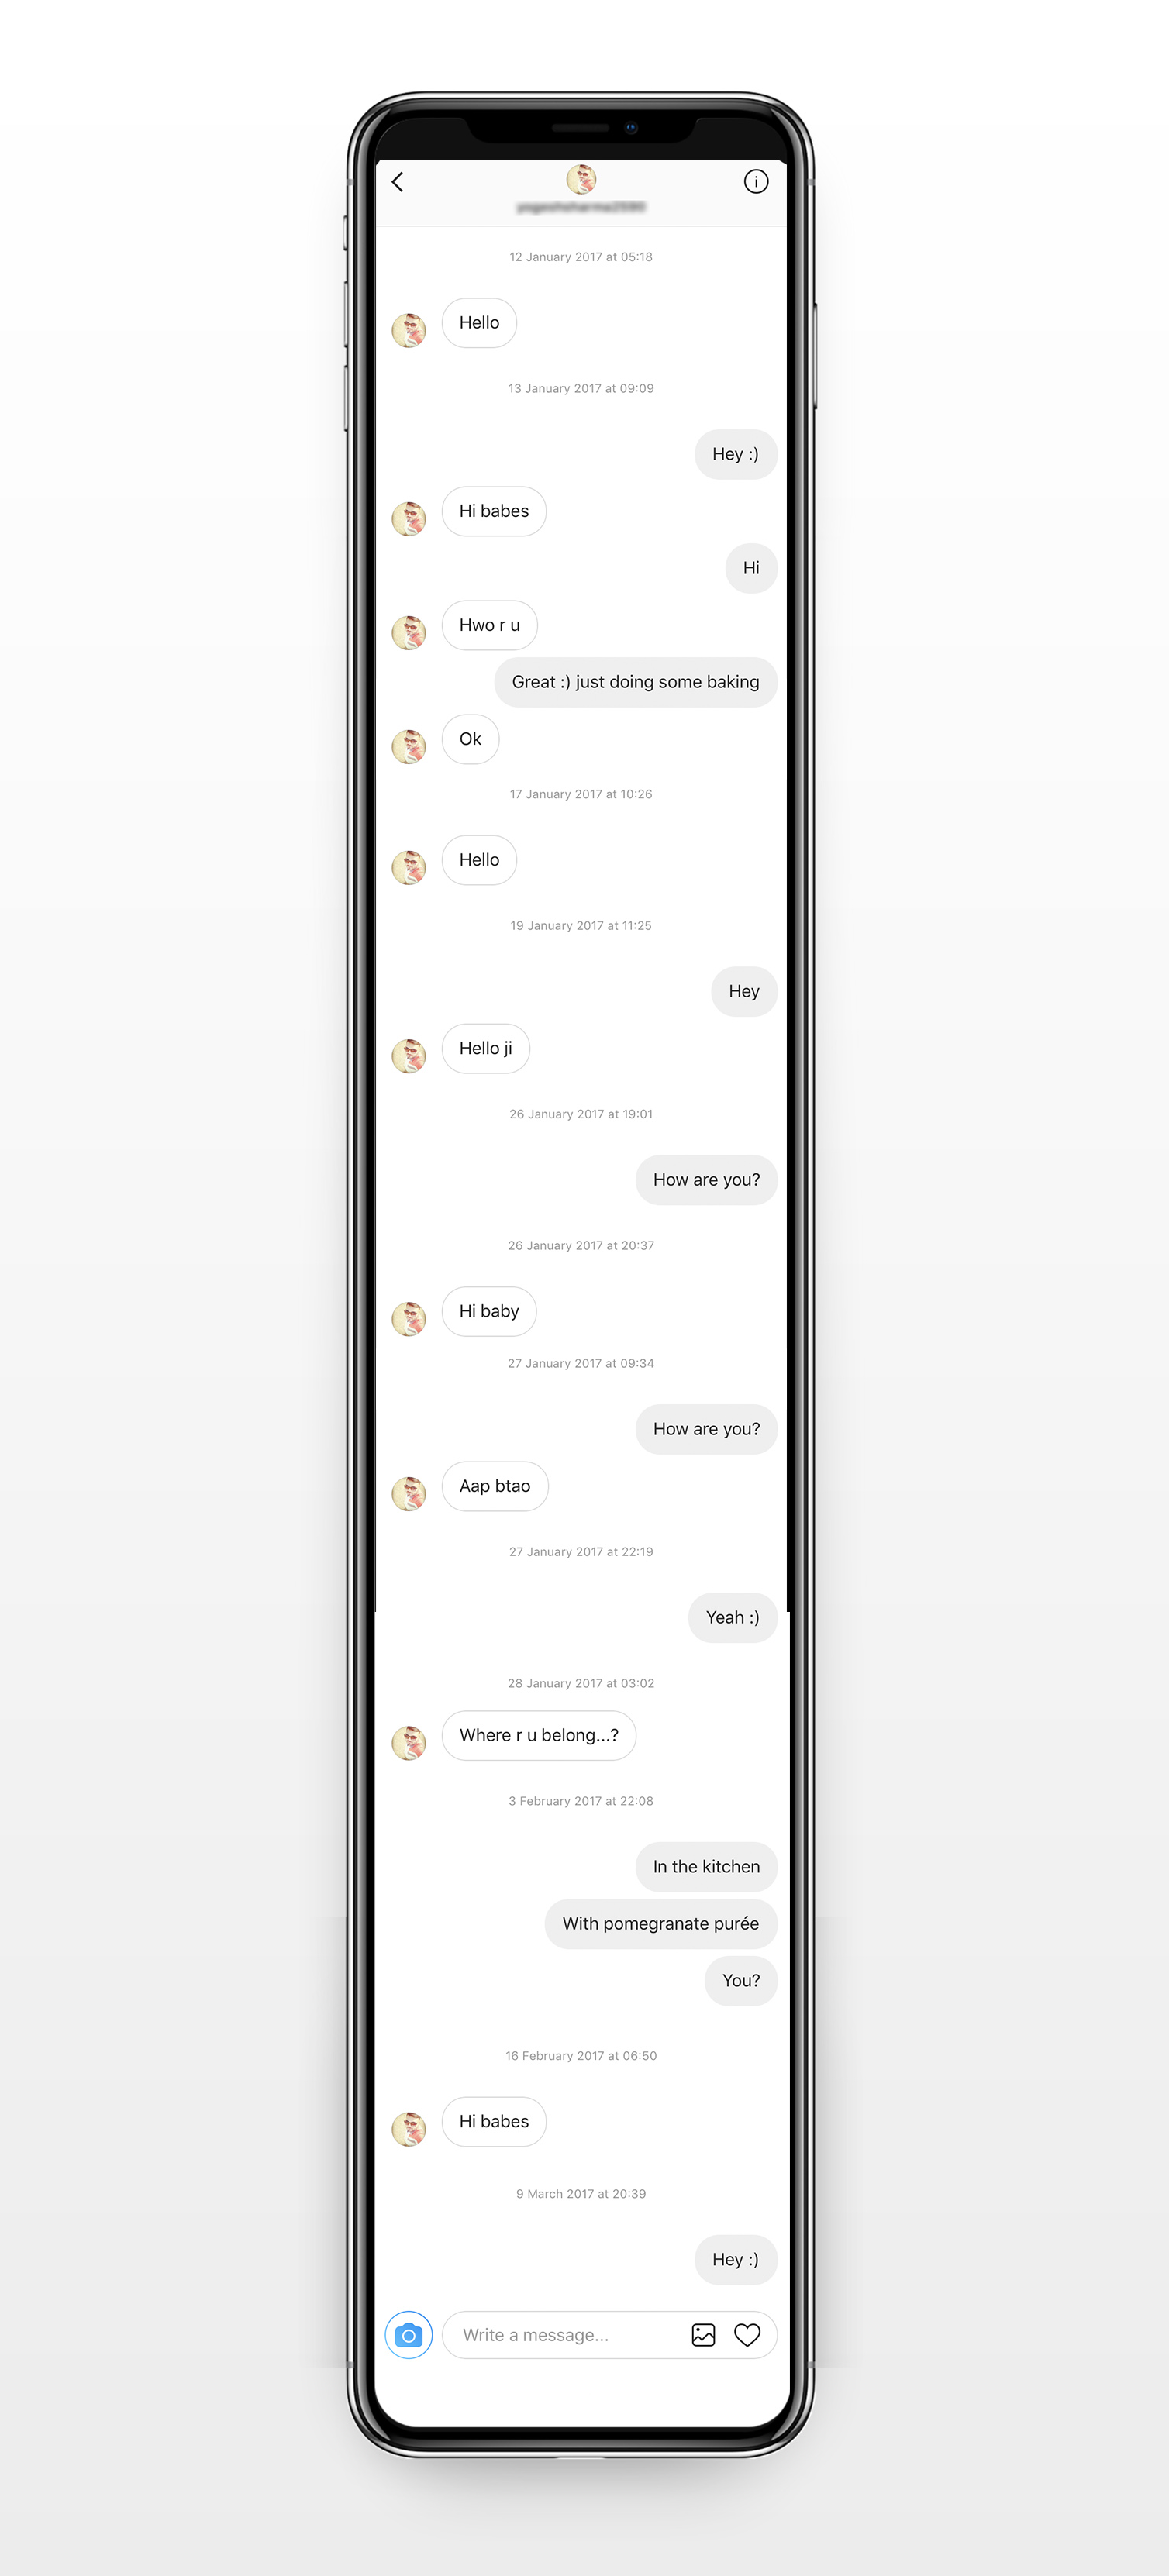 12 January 2017 at 05:18
Hello
13 January 2017 at 09:09
Hey :)
Hi babes
Hi
Hwo r u
Great :) just doing some baking
Ok
17 January 2017 at 10:26
Hello
19 January 2017 at 11:25
Hey
Hello ji
26 January 2017 at 19:01
How are you?
26 January 2017 at 20:37
Hi baby
27 January 2017 at 09:34
How are you?
Aap btao
27 January 2017 at 22:19
Yeah :)
28 January 2017 at 03:02
Where r u belong...?
3 February 2017 at 22:08
In the kitchen
With pomegranate purée
You?
16 February 2017 at 06:50
Hi babes
9 March 2017 at 20:39
Hey :)
Write a message...